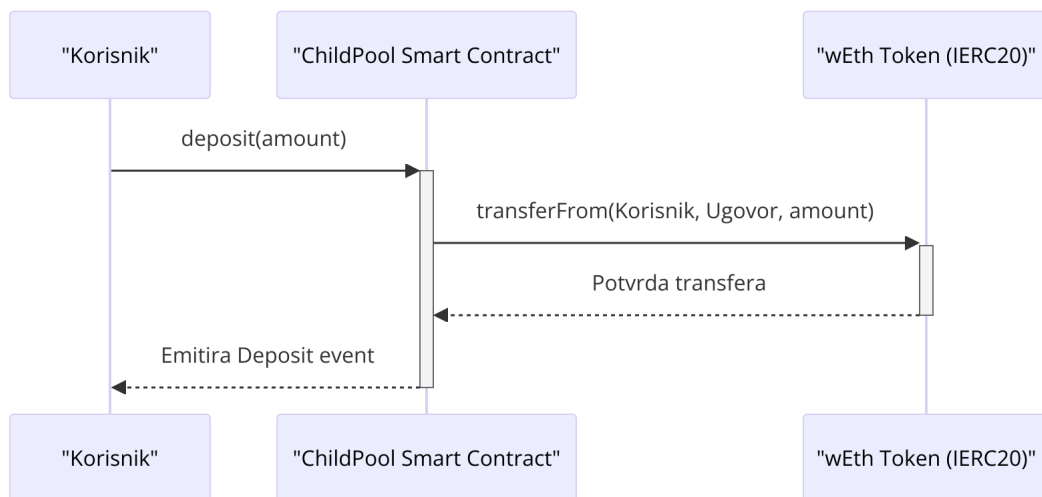 "Korisnik"
"ChildPool Smart Contract"
"wEth Token (IERC20)"
deposit(amount)
transferFrom(Korisnik, Ugovor, amount)
Potvrda transfera
Emitira Deposit event
"Korisnik"
"ChildPool Smart Contract"
"wEth Token (IERC20)"